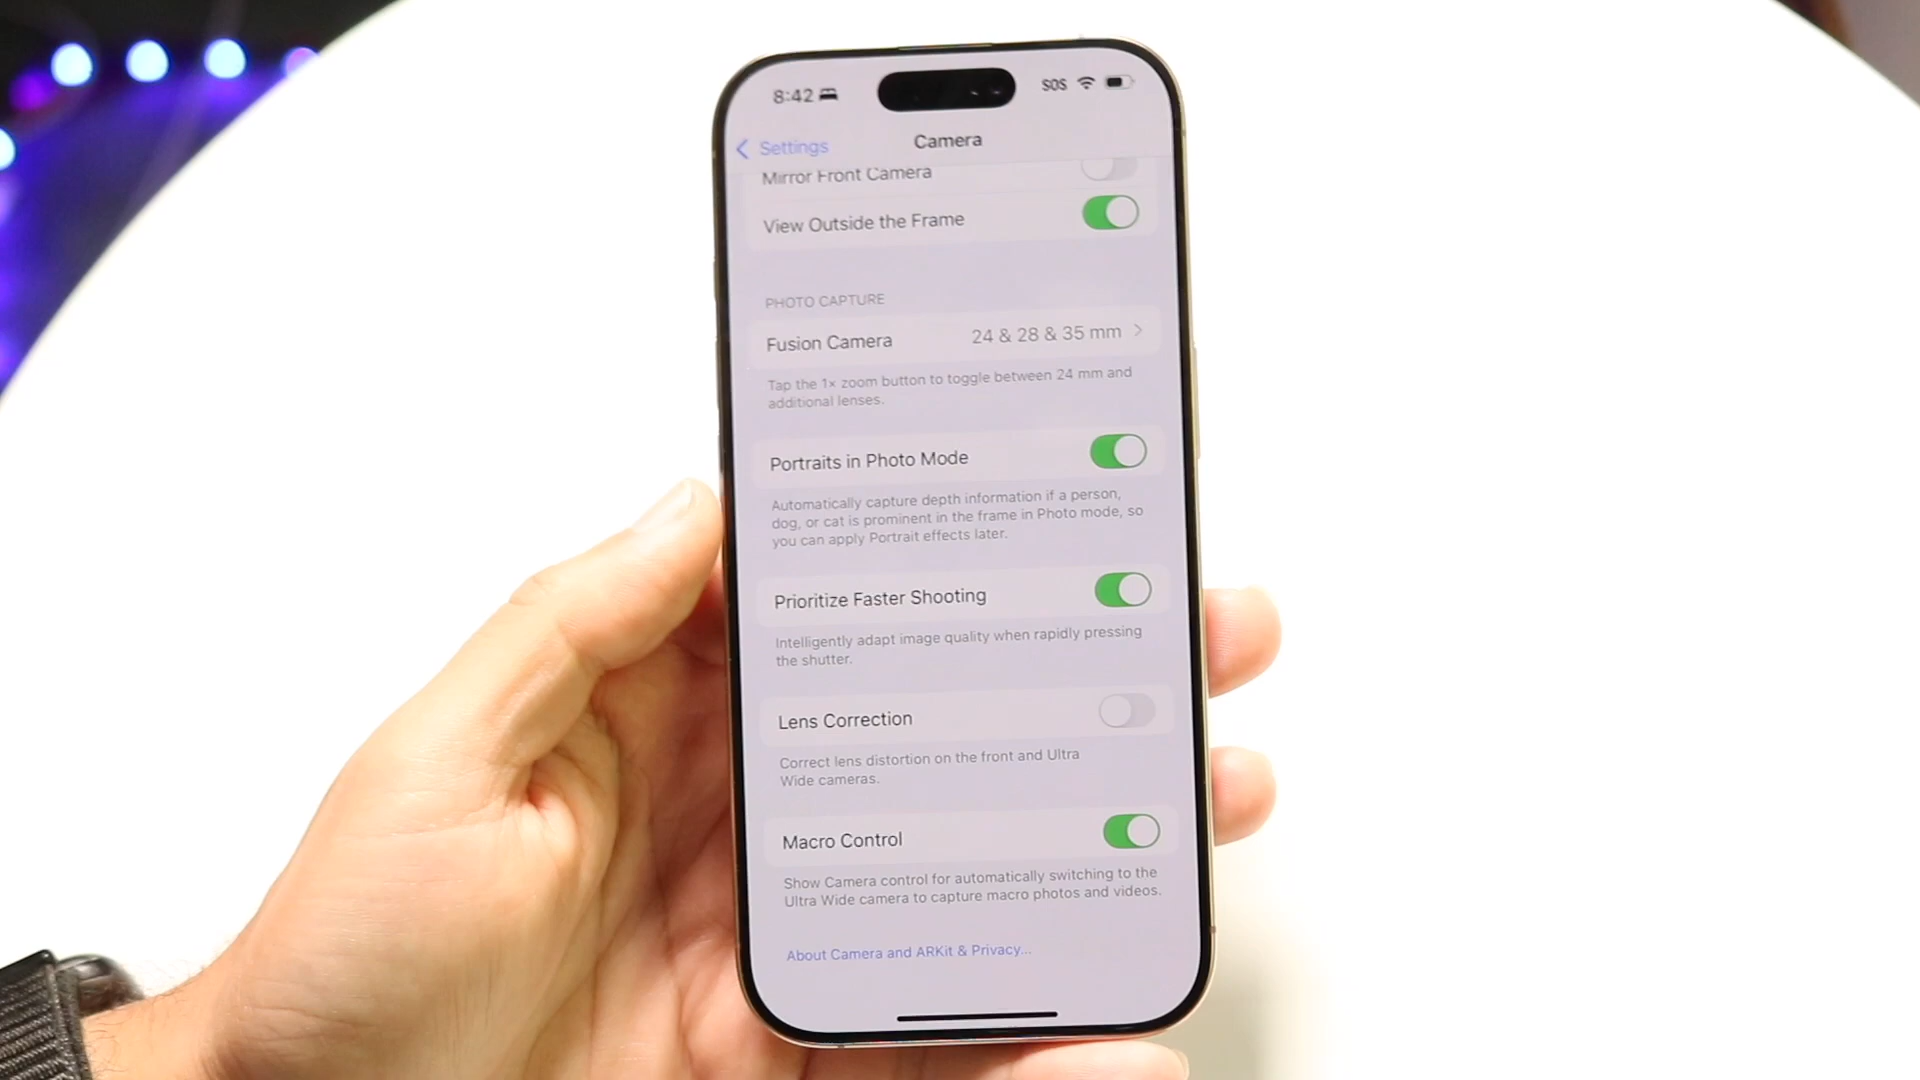 8:42
SOS
Settings
Camera
Mirror Front Camera
View Outside the Frame
PHOTO CAPTURE
Fusion Camera
24 & 28 & 35 mm
Tap the 1× zoom button to toggle between 24 mm and
additional lenses.
Portraits in Photo Mode
Automatically capture depth information if a person,
dog, or cat is prominent in the frame in Photo mode, so
you can apply Portrait effects later.
Prioritize Faster Shooting
Intelligently adapt image quality when rapidly pressing
the shutter.
Lens Correction
Correct lens distortion on the front and Ultra
Wide cameras.
Macro Control
Show Camera control for automatically switching to the
Ultra Wide camera to capture macro photos and videos.
About Camera and ARKit & Privacy...